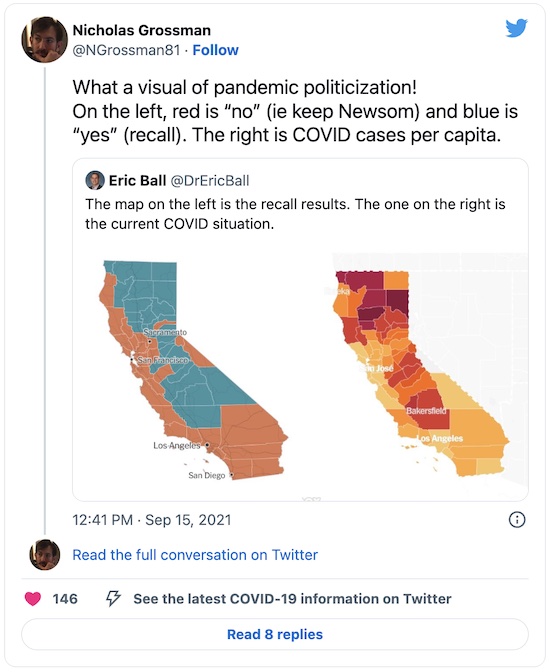 Nicholas Grossman
@NGrossman81 · Follow
What a visual of pandemic politicization!
On the left, red is “no” (ie keep Newsom) and blue is
“yes” (recall). The right is COVID cases per capita.
Eric Ball @DrEricBall
The map on the left is the recall results. The one on the right is
the current COVID situation.
Sacramento
San Francisco
Los Angeles
San Diego
San José
Bakersfield
Los Angeles
12:41 PM · Sep 15, 2021
Read the full conversation on Twitter
146
See the latest COVID-19 information on Twitter
Read 8 replies